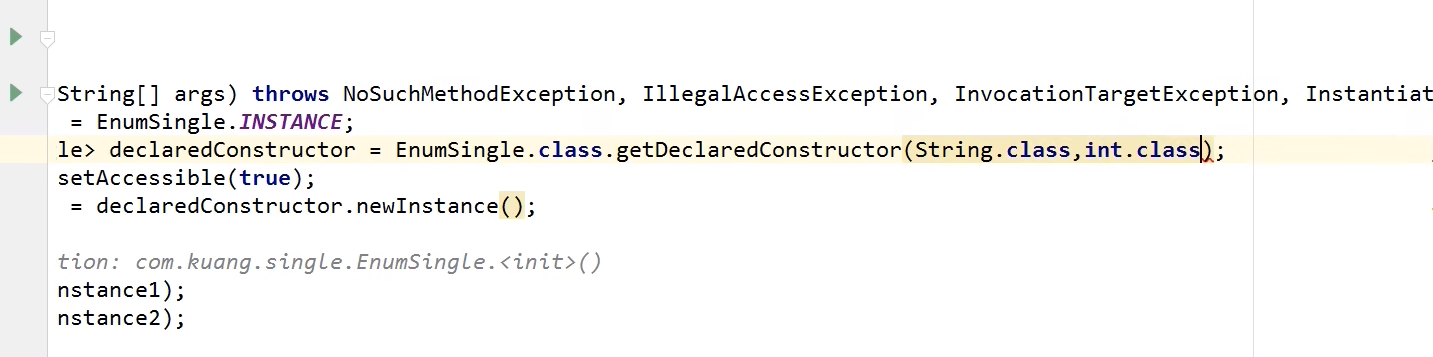 String[] args) throws NoSuchMethodException, IllegalAccessException, InvocationTargetException, Instantiat
= EnumSingle.INSTANCE;
le> declaredConstructor = EnumSingle.class.getDeclaredConstructor(String.class,int.class);
setAccessible(true);
= declaredConstructor.newInstance();
tion: com.kuang.single.EnumSingle.<init>()
nstance1);
nstance2);